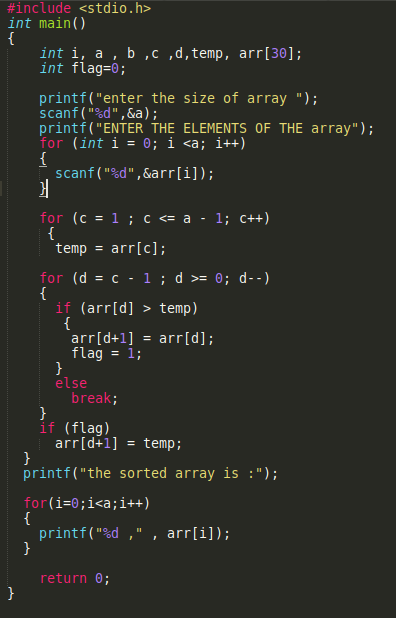 #include <stdio.h>
int main()
{
    int i, a , b ,c ,d,temp, arr[30];
    int flag=0;

    printf("enter the size of array ");
    scanf("%d",&a);
    printf("ENTER THE ELEMENTS OF THE array");
    for (int i = 0; i <a; i++)
    {
      scanf("%d",&arr[i]);
    }

    for (c = 1 ; c <= a - 1; c++)
     {
      temp = arr[c];

    for (d = c - 1 ; d >= 0; d--)
    {
      if (arr[d] > temp)
       {
        arr[d+1] = arr[d];
        flag = 1;
      }
      else
        break;
    }
    if (flag)
      arr[d+1] = temp;
  }
  printf("the sorted array is :");

  for(i=0;i<a;i++)
  {
    printf("%d ," , arr[i]);
  }

    return 0;
}